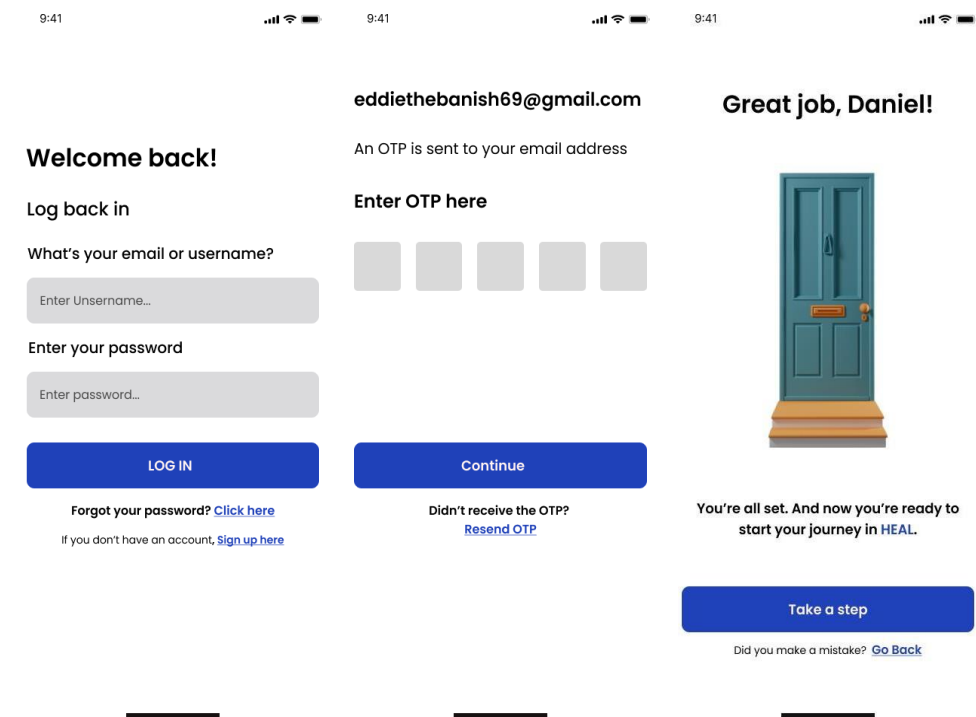 9:41
Welcome back!
Log back in
What's your email or username?
Enter Unsername...
Enter your password
Enter password...
LOG IN
Forgot your password? Click here
If you don't have an account, Sign up here
9:41
eddiethebanish69@gmail.com
An OTP is sent to your email address
Enter OTP here
Continue
Didn't receive the OTP?
Resend OTP
9:41
Great job, Daniel!
You're all set. And now you're ready to
start your journey in HEAL.
Take a step
Did you make a mistake? Go Back